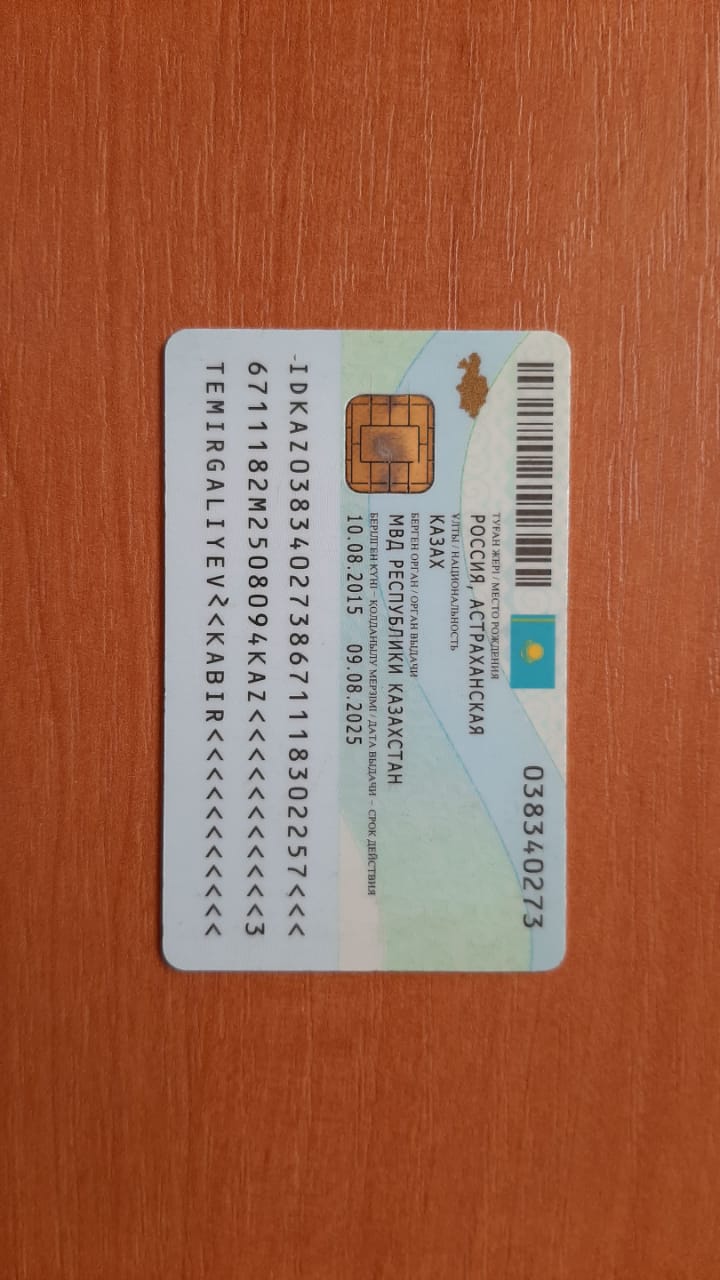 038340273
ТУҒАН ЖЕРІ / МЕСТО РОЖДЕНИЯ
РОССИЯ, АСТРАХАНСКАЯ
ҰЛТЫ / НАЦИОНАЛЬНОСТЬ
КАЗАХ
БЕРГЕН ОРГАН / ОРГАН ВЫДАЧИ
МВД РЕСПУБЛИКИ КАЗАХСТАН
БЕРІЛГЕН КҮНІ – ҚОЛДАНЫЛУ МЕРЗІМІ / ДАТА ВЫДАЧИ – СРОК ДЕЙСТВИЯ
10.08.2015 09.08.2025
IDKAZ0383402738671118302257<<<
6711182M2508094KAZ<<<<<<<<<<<3
TEMIRGALIYEV<<KABIR<<<<<<<<<<<